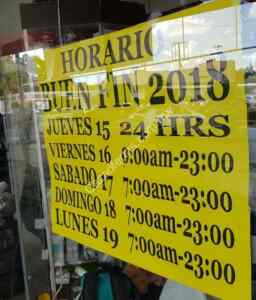 HORARIO
BUEN FIN 2018
JUEVES 15 24 HRS
VIERNES 16 0:00am-23:00
SABADO 17 7:00am-23:00
DOMINGO 18 7:00am-23:00
LUNES 19 7:00am-23:00